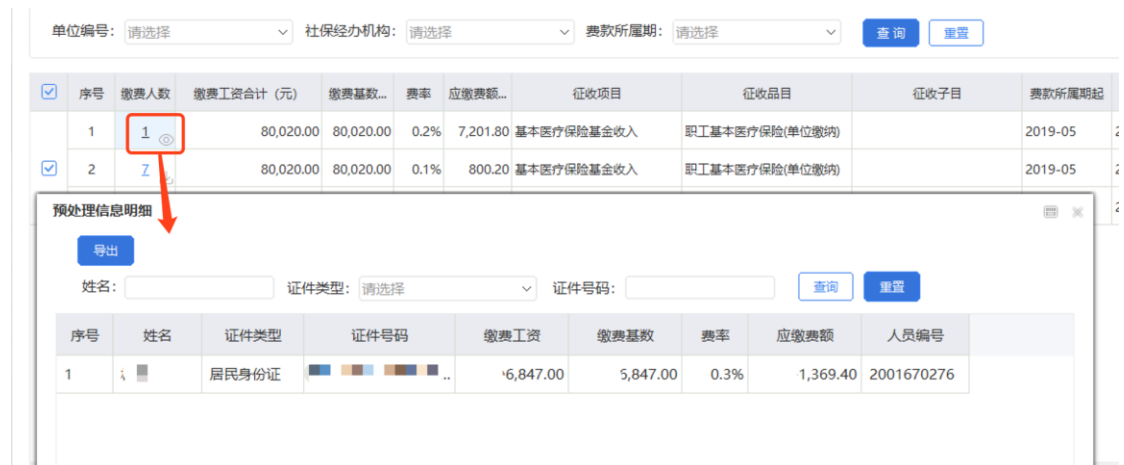 单位编号: 请选择 社保经办机构: 请选择 费款所属期: 请选择 查询 重置
序号 缴费人数 缴费工资合计（元） 缴费基数... 费率 应缴费额... 征收项目 征收品目 征收子目 费款所属期起
1 1 80,020.00 80,020.00 0.2% 7,201.80 基本医疗保险基金收入 职工基本医疗保险(单位缴纳) 2019-05
2 7 80,020.00 80,020.00 0.1% 800.20 基本医疗保险基金收入 职工基本医疗保险(单位缴纳) 2019-05
预处理信息明细
导出
姓名: 证件类型: 请选择 证件号码: 查询 重置
序号 姓名 证件类型 证件号码 缴费工资 缴费基数 费率 应缴费额 人员编号
1 居民身份证 .. 6,847.00 5,847.00 0.3% 1,369.40 2001670276